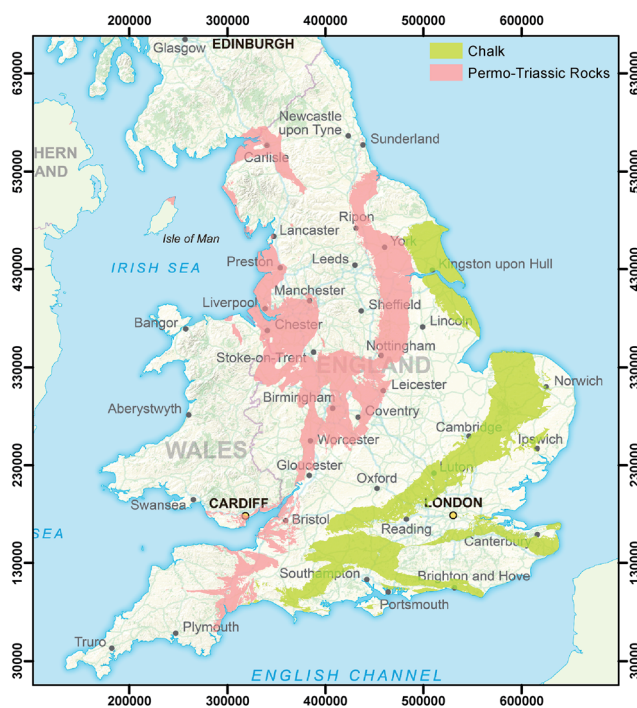 200000 300000 400000 500000 600000
630000
530000
430000
330000
230000
130000
30000
EDINBURGH
Glasgow
Chalk
Permo-Triassic Rocks
Newcastle
upon Tyne
Sunderland
HERN
AND
Carlisle
Ripon
Isle of Man
Lancaster
York
IRISH SEA
Preston
Leeds
Kingston upon Hull
Manchester
Liverpool
Sheffield
Bangor
Chester
Lincoln
Stoke-on-Trent
Nottingham
ENGLAND
Norwich
Leicester
Birmingham
Aberystwyth
Coventry
Cambridge
WALES
Worcester
Ipswich
Gloucester
Luton
Oxford
Swansea
CARDIFF
LONDON
Bristol
Reading
SEA
Canterbury
Southampton
Brighton and Hove
Portsmouth
Plymouth
Truro
ENGLISH CHANNEL
630000
530000
430000
330000
230000
130000
30000
200000 300000 400000 500000 600000